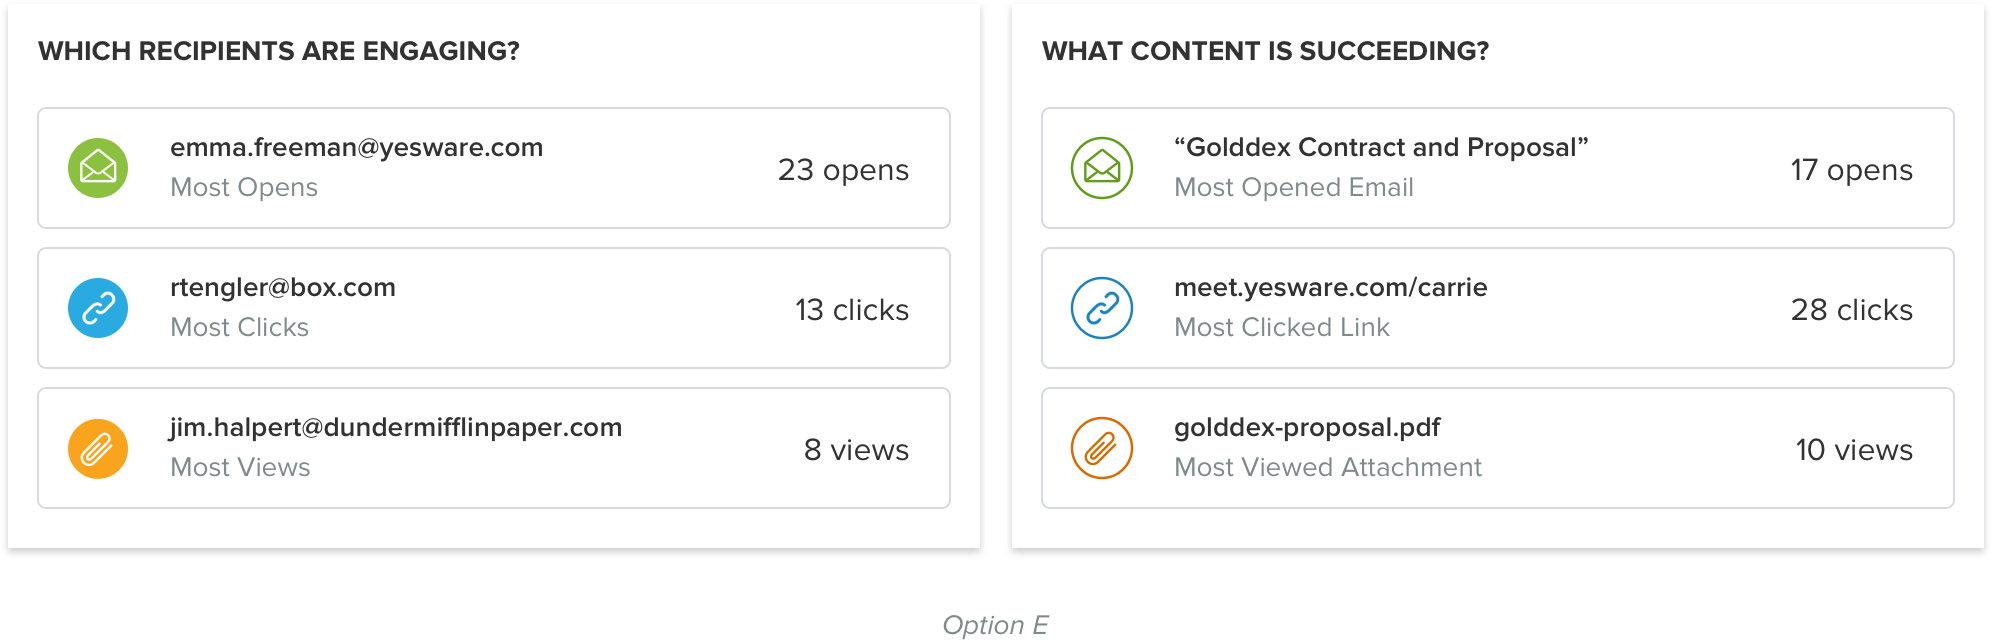 WHICH RECIPIENTS ARE ENGAGING?
emma.freeman@yesware.com
Most Opens
23 opens
rtengler@box.com
Most Clicks
13 clicks
jim.halpert@dundermifflinpaper.com
Most Views
8 views
WHAT CONTENT IS SUCCEEDING?
“Golddex Contract and Proposal”
Most Opened Email
17 opens
meet.yesware.com/carrie
Most Clicked Link
28 clicks
golddex-proposal.pdf
Most Viewed Attachment
10 views
Option E